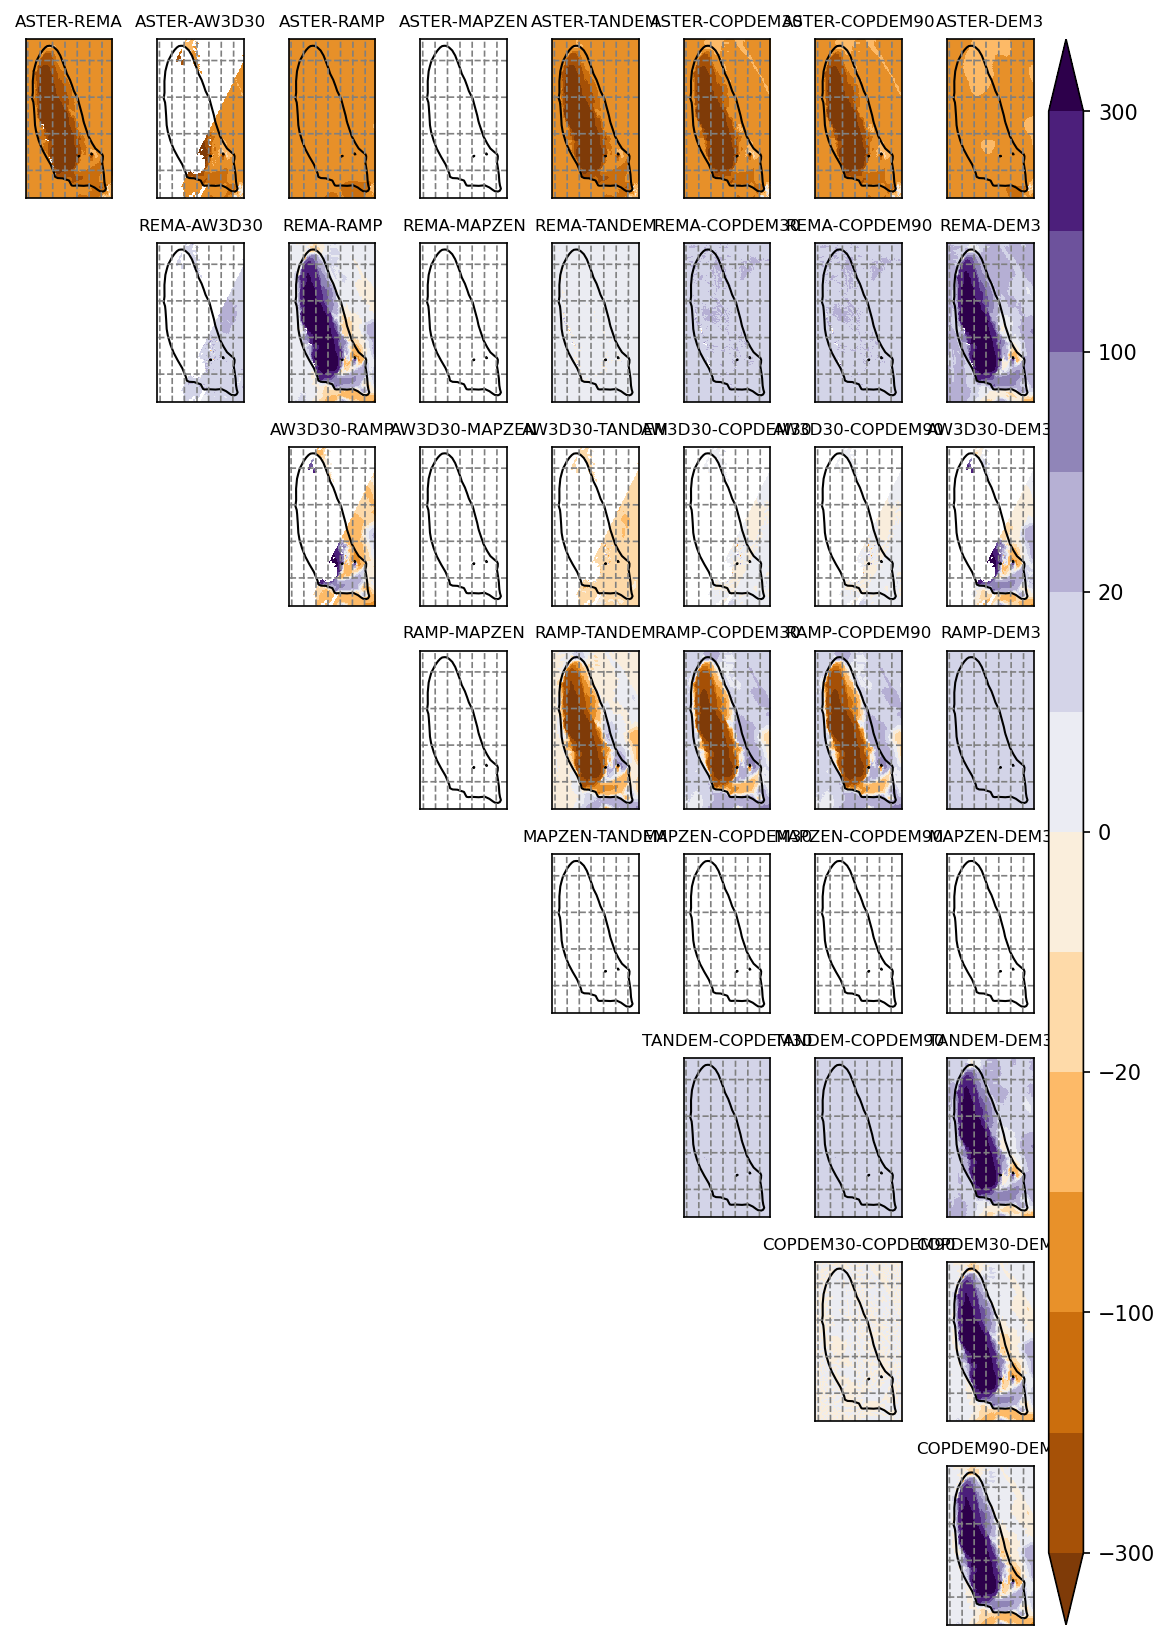 ASTER-REMA ASTER-AW3D30 ASTER-RAMP ASTER-MAPZEN ASTER-TANDEM ASTER-COPDEM30 ASTER-COPDEM90 ASTER-DEM3
300
REMA-AW3D30 REMA-RAMP REMA-MAPZEN REMA-TANDEM REMA-COPDEM30 REMA-COPDEM90 REMA-DEM3
100
AW3D30-RAMP AW3D30-MAPZEN AW3D30-TANDEM AW3D30-COPDEM30 AW3D30-COPDEM90 AW3D30-DEM3
20
RAMP-MAPZEN RAMP-TANDEM RAMP-COPDEM30 RAMP-COPDEM90 RAMP-DEM3
0
MAPZEN-TANDEM MAPZEN-COPDEM30 MAPZEN-COPDEM90 MAPZEN-DEM3
TANDEM-COPDEM30 TANDEM-COPDEM90 TANDEM-DEM3
−20
COPDEM30-COPDEM90 COPDEM30-DEM
−100
COPDEM90-DEM
−300